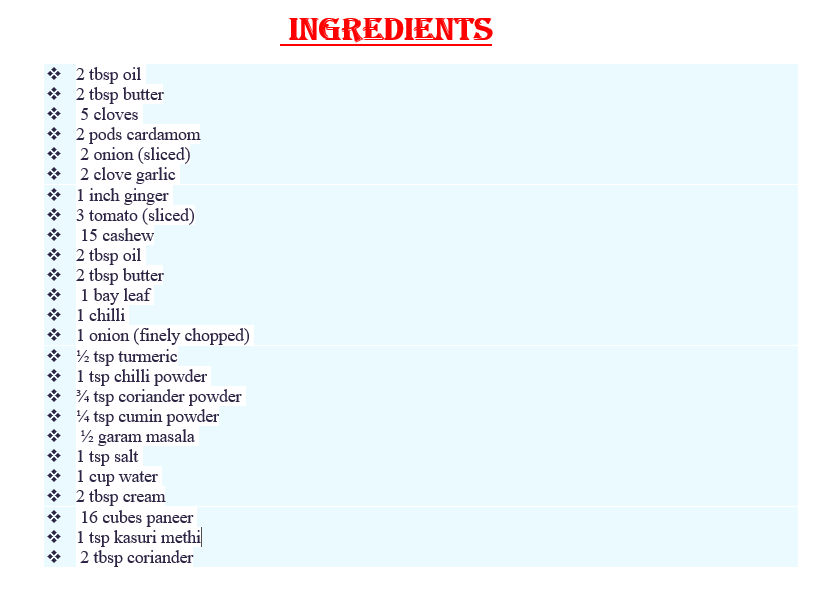 INGREDIENTS
❖ 2 tbsp oil
❖ 2 tbsp butter
❖ 5 cloves
❖ 2 pods cardamom
❖ 2 onion (sliced)
❖ 2 clove garlic
❖ 1 inch ginger
❖ 3 tomato (sliced)
❖ 15 cashew
❖ 2 tbsp oil
❖ 2 tbsp butter
❖ 1 bay leaf
❖ 1 chilli
❖ 1 onion (finely chopped)
❖ ½ tsp turmeric
❖ 1 tsp chilli powder
❖ ¾ tsp coriander powder
❖ ¼ tsp cumin powder
❖ ½ garam masala
❖ 1 tsp salt
❖ 1 cup water
❖ 2 tbsp cream
❖ 16 cubes paneer
❖ 1 tsp kasuri methi
❖ 2 tbsp coriander